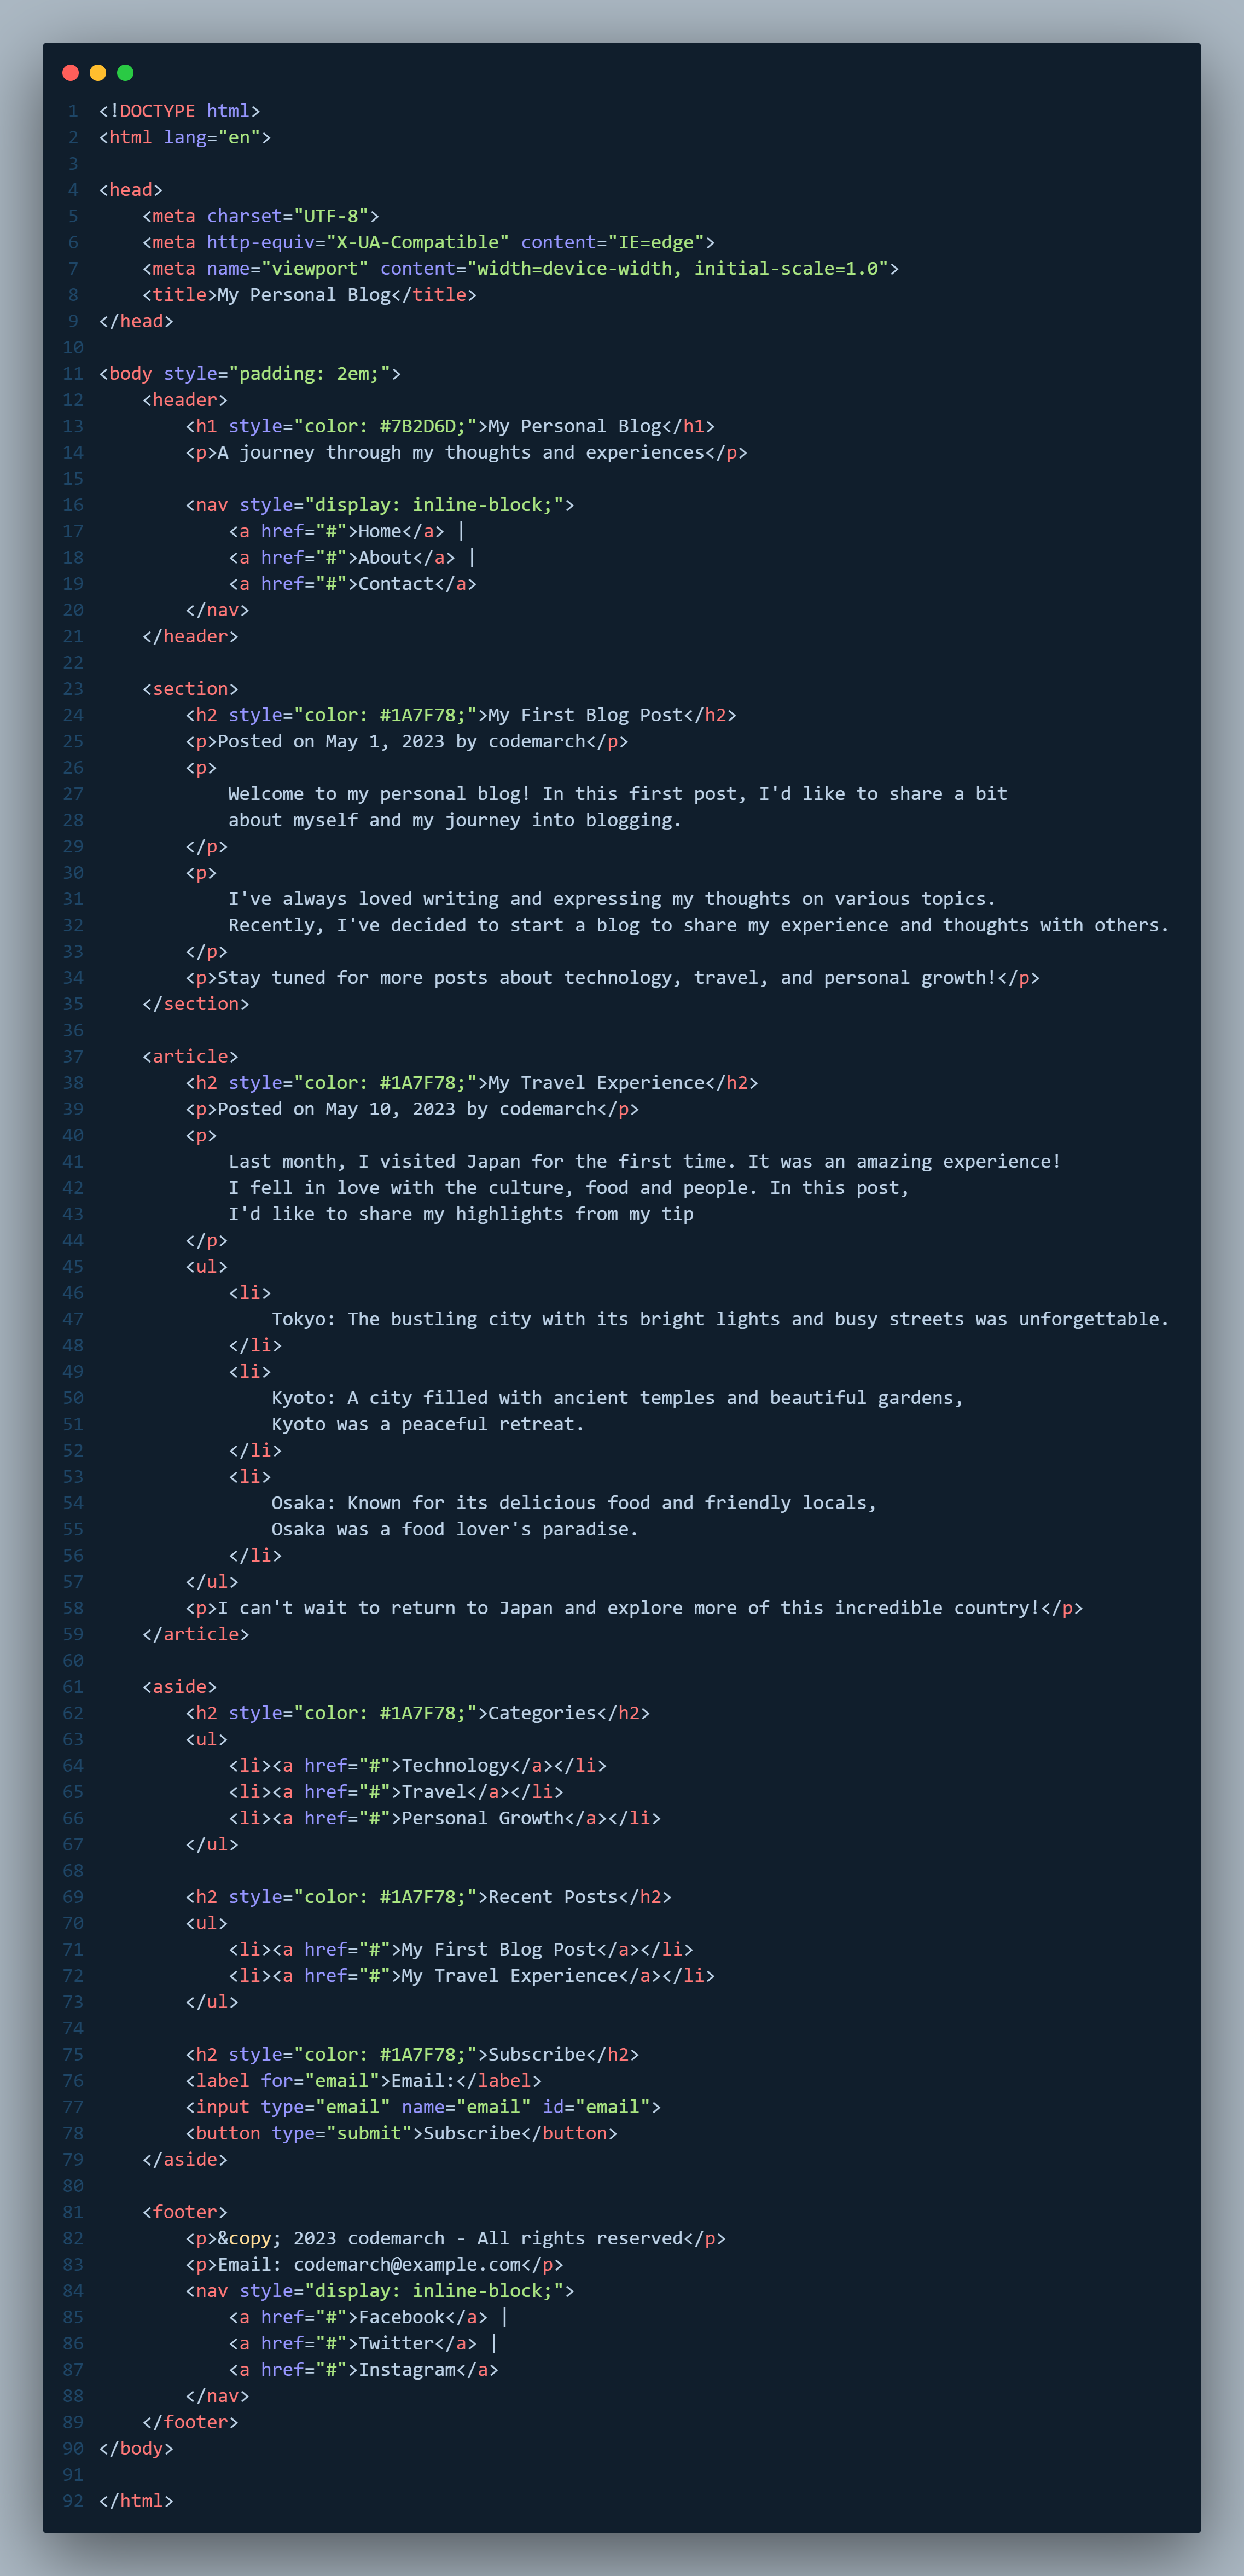 1 <!DOCTYPE html>
2 <html lang="en">
3
4 <head>
5     <meta charset="UTF-8">
6     <meta http-equiv="X-UA-Compatible" content="IE=edge">
7     <meta name="viewport" content="width=device-width, initial-scale=1.0">
8     <title>My Personal Blog</title>
9 </head>
10
11 <body style="padding: 2em;">
12     <header>
13         <h1 style="color: #7B2D6D;">My Personal Blog</h1>
14         <p>A journey through my thoughts and experiences</p>
15
16         <nav style="display: inline-block;">
17             <a href="#">Home</a> |
18             <a href="#">About</a> |
19             <a href="#">Contact</a>
20         </nav>
21     </header>
22
23     <section>
24         <h2 style="color: #1A7F78;">My First Blog Post</h2>
25         <p>Posted on May 1, 2023 by codemarch</p>
26         <p>
27             Welcome to my personal blog! In this first post, I'd like to share a bit
28             about myself and my journey into blogging.
29         </p>
30         <p>
31             I've always loved writing and expressing my thoughts on various topics.
32             Recently, I've decided to start a blog to share my experience and thoughts with others.
33         </p>
34         <p>Stay tuned for more posts about technology, travel, and personal growth!</p>
35     </section>
36
37     <article>
38         <h2 style="color: #1A7F78;">My Travel Experience</h2>
39         <p>Posted on May 10, 2023 by codemarch</p>
40         <p>
41             Last month, I visited Japan for the first time. It was an amazing experience!
42             I fell in love with the culture, food and people. In this post,
43             I'd like to share my highlights from my tip
44         </p>
45         <ul>
46             <li>
47                 Tokyo: The bustling city with its bright lights and busy streets was unforgettable.
48             </li>
49             <li>
50                 Kyoto: A city filled with ancient temples and beautiful gardens,
51                 Kyoto was a peaceful retreat.
52             </li>
53             <li>
54                 Osaka: Known for its delicious food and friendly locals,
55                 Osaka was a food lover's paradise.
56             </li>
57         </ul>
58         <p>I can't wait to return to Japan and explore more of this incredible country!</p>
59     </article>
60
61     <aside>
62         <h2 style="color: #1A7F78;">Categories</h2>
63         <ul>
64             <li><a href="#">Technology</a></li>
65             <li><a href="#">Travel</a></li>
66             <li><a href="#">Personal Growth</a></li>
67         </ul>
68
69         <h2 style="color: #1A7F78;">Recent Posts</h2>
70         <ul>
71             <li><a href="#">My First Blog Post</a></li>
72             <li><a href="#">My Travel Experience</a></li>
73         </ul>
74
75         <h2 style="color: #1A7F78;">Subscribe</h2>
76         <label for="email">Email:</label>
77         <input type="email" name="email" id="email">
78         <button type="submit">Subscribe</button>
79     </aside>
80
81     <footer>
82         <p>&copy; 2023 codemarch - All rights reserved</p>
83         <p>Email: codemarch@example.com</p>
84         <nav style="display: inline-block;">
85             <a href="#">Facebook</a> |
86             <a href="#">Twitter</a> |
87             <a href="#">Instagram</a>
88         </nav>
89     </footer>
90 </body>
91
92 </html>